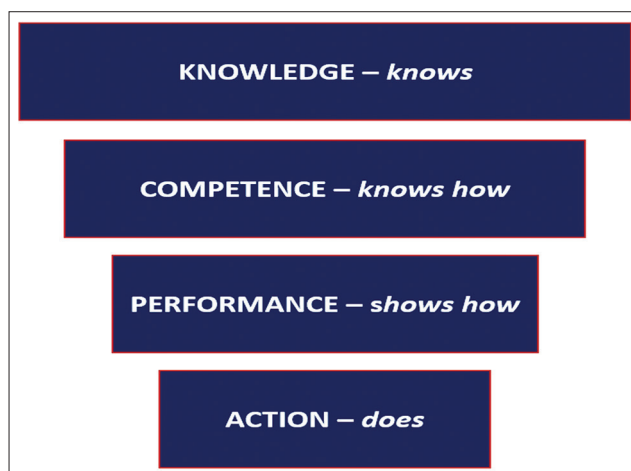 KNOWLEDGE – knows
COMPETENCE – knows how
PERFORMANCE – shows how
ACTION – does